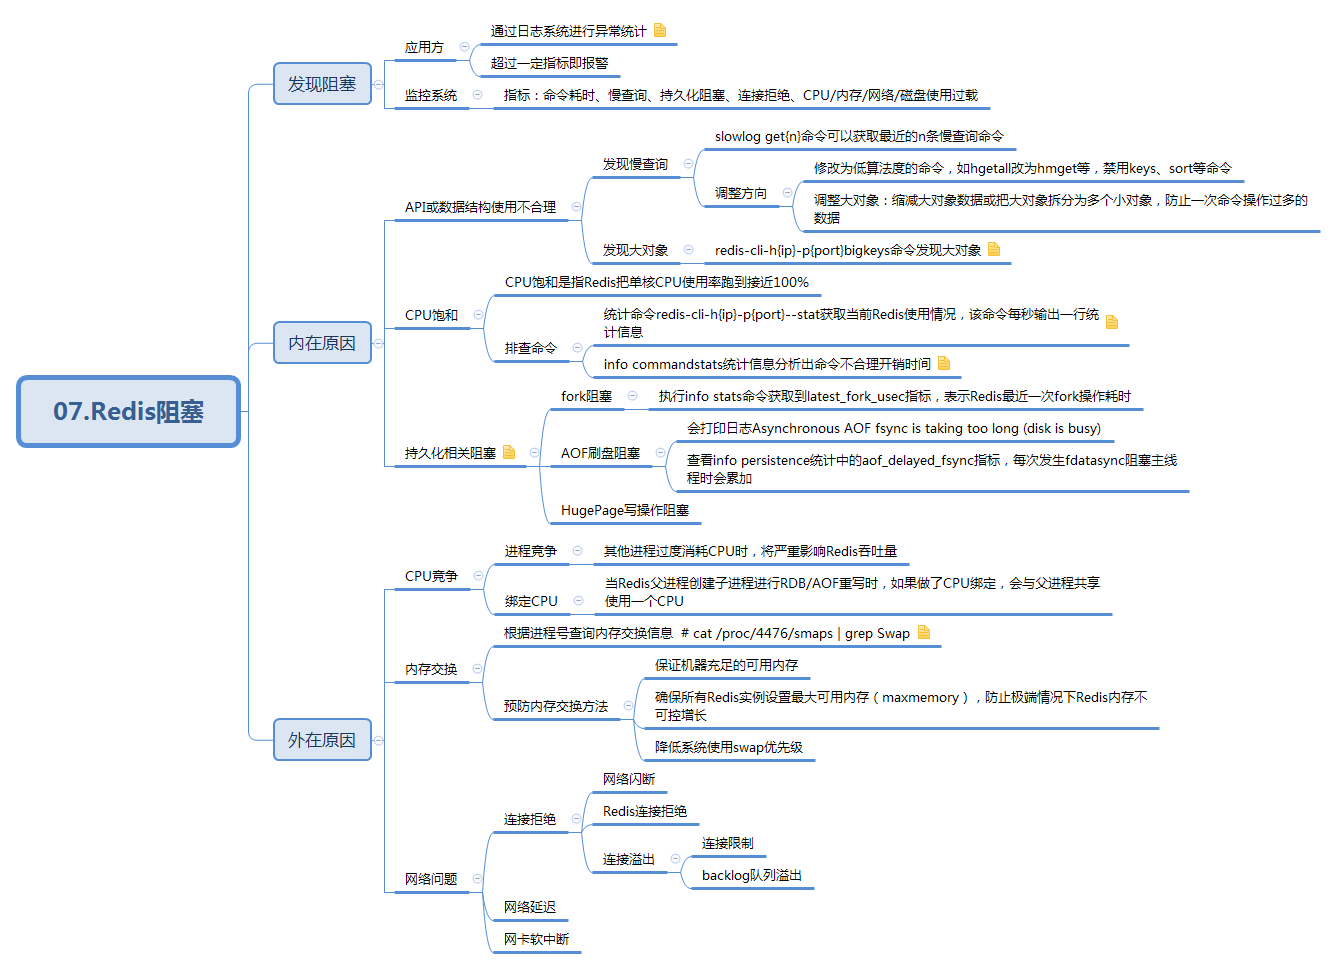 07.Redis阻塞
发现阻塞
应用方
通过日志系统进行异常统计
超过一定指标即报警
监控系统
指标：命令耗时、慢查询、持久化阻塞、连接拒绝、CPU/内存/网络/磁盘使用过载
内在原因
API或数据结构使用不合理
发现慢查询
slowlog get{n}命令可以获取最近的n条慢查询命令
调整方向
修改为低算法度的命令，如hgetall改为hmget等，禁用keys、sort等命令
调整大对象：缩减大对象数据或把大对象拆分为多个小对象，防止一次命令操作过多的
数据
发现大对象
redis-cli-h{ip}-p{port}bigkeys命令发现大对象
CPU饱和
CPU饱和是指Redis把单核CPU使用率跑到接近100%
排查命令
统计命令redis-cli-h{ip}-p{port}--stat获取当前Redis使用情况，该命令每秒输出一行统
计信息
info commandstats统计信息分析出命令不合理开销时间
持久化相关阻塞
fork阻塞
执行info stats命令获取到latest_fork_usec指标，表示Redis最近一次fork操作耗时
AOF刷盘阻塞
会打印日志Asynchronous AOF fsync is taking too long (disk is busy)
查看info persistence统计中的aof_delayed_fsync指标，每次发生fdatasync阻塞主线
程时会累加
HugePage写操作阻塞
外在原因
CPU竞争
进程竞争
其他进程过度消耗CPU时，将严重影响Redis吞吐量
绑定CPU
当Redis父进程创建子进程进行RDB/AOF重写时，如果做了CPU绑定，会与父进程共享
使用一个CPU
内存交换
根据进程号查询内存交换信息 # cat /proc/4476/smaps | grep Swap
预防内存交换方法
保证机器充足的可用内存
确保所有Redis实例设置最大可用内存（maxmemory），防止极端情况下Redis内存不
可控增长
降低系统使用swap优先级
网络问题
连接拒绝
网络闪断
Redis连接拒绝
连接溢出
连接限制
backlog队列溢出
网络延迟
网卡软中断